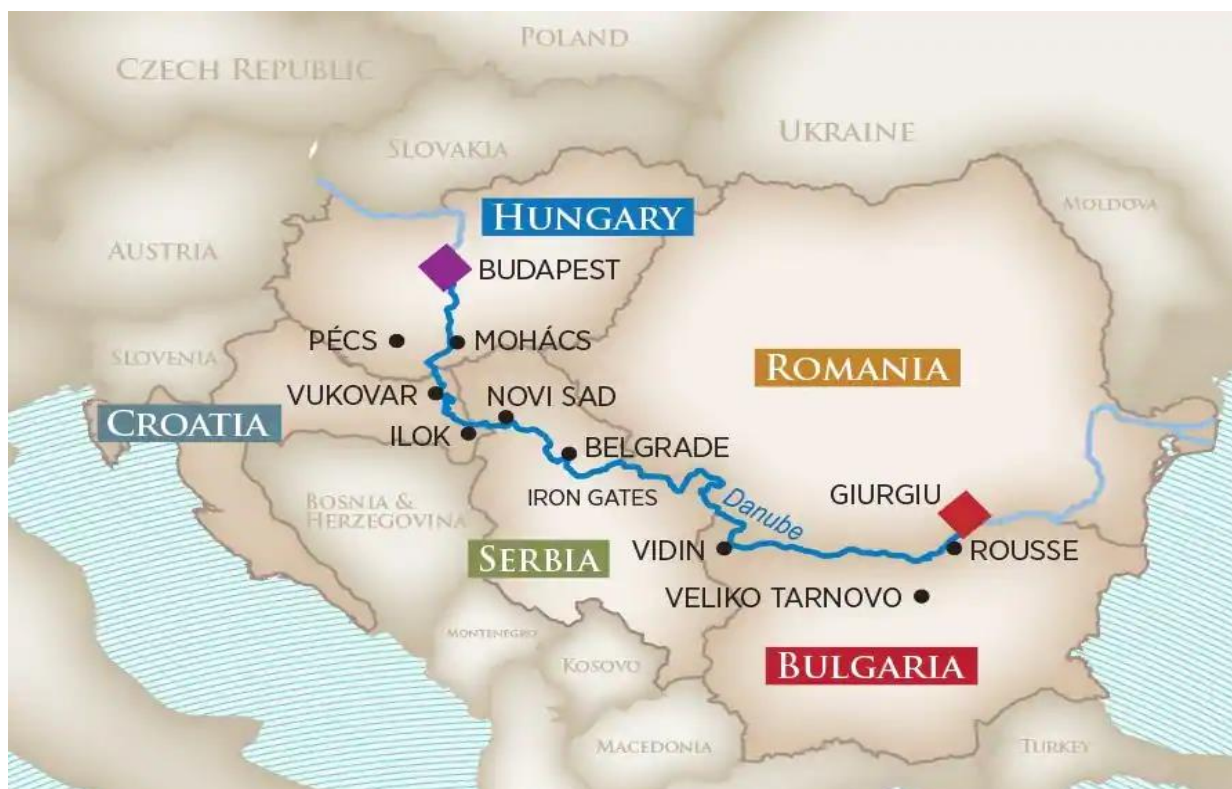 POLAND
CZECH REPUBLIC
UKRAINE
SLOVAKIA
MOLDOVA
HUNGARY
AUSTRIA
BUDAPEST
PÉCS
MOHÁCS
SLOVENIA
ROMANIA
VUKOVAR
NOVI SAD
CROATIA
ILOK
BELGRADE
IRON GATES
GIURGIU
BOSNIA &
HERZEGOVINA
Danube
SERBIA
VIDIN
ROUSSE
VELIKO TARNOVO
MONTENEGRO
KOSOVO
BULGARIA
MACEDONIA
TURKEY